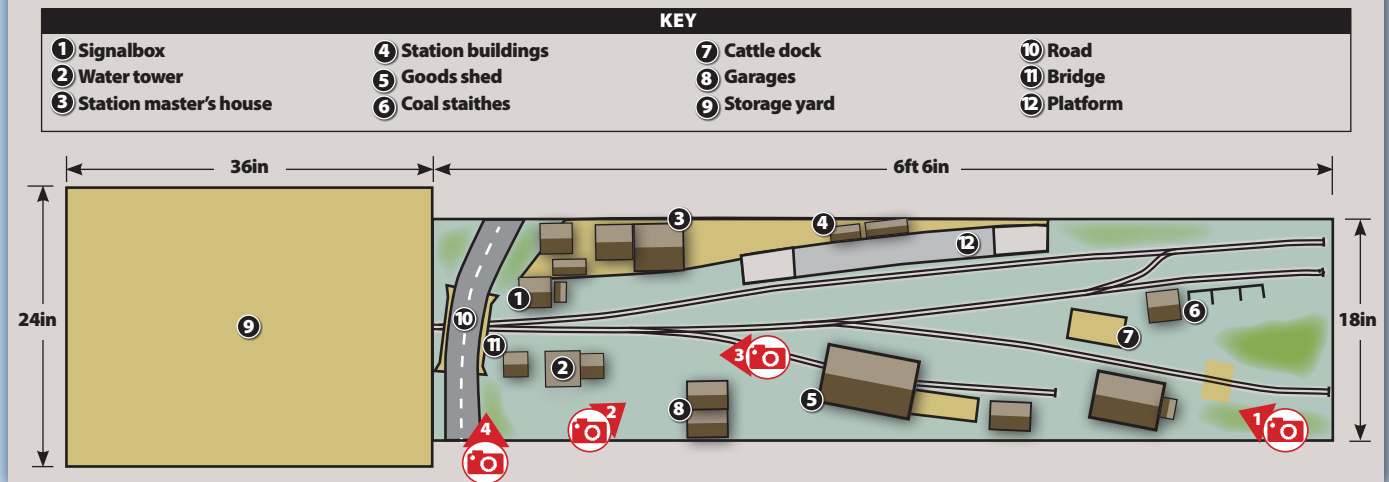 KEY
1 Signalbox
2 Water tower
3 Station master's house
4 Station buildings
5 Goods shed
6 Coal staithes
7 Cattle dock
8 Garages
9 Storage yard
10 Road
11 Bridge
12 Platform
36in
6ft 6in
24in
18in
9
10
11
1
2
3
4
12
3
8
5
7
6
4
2
1